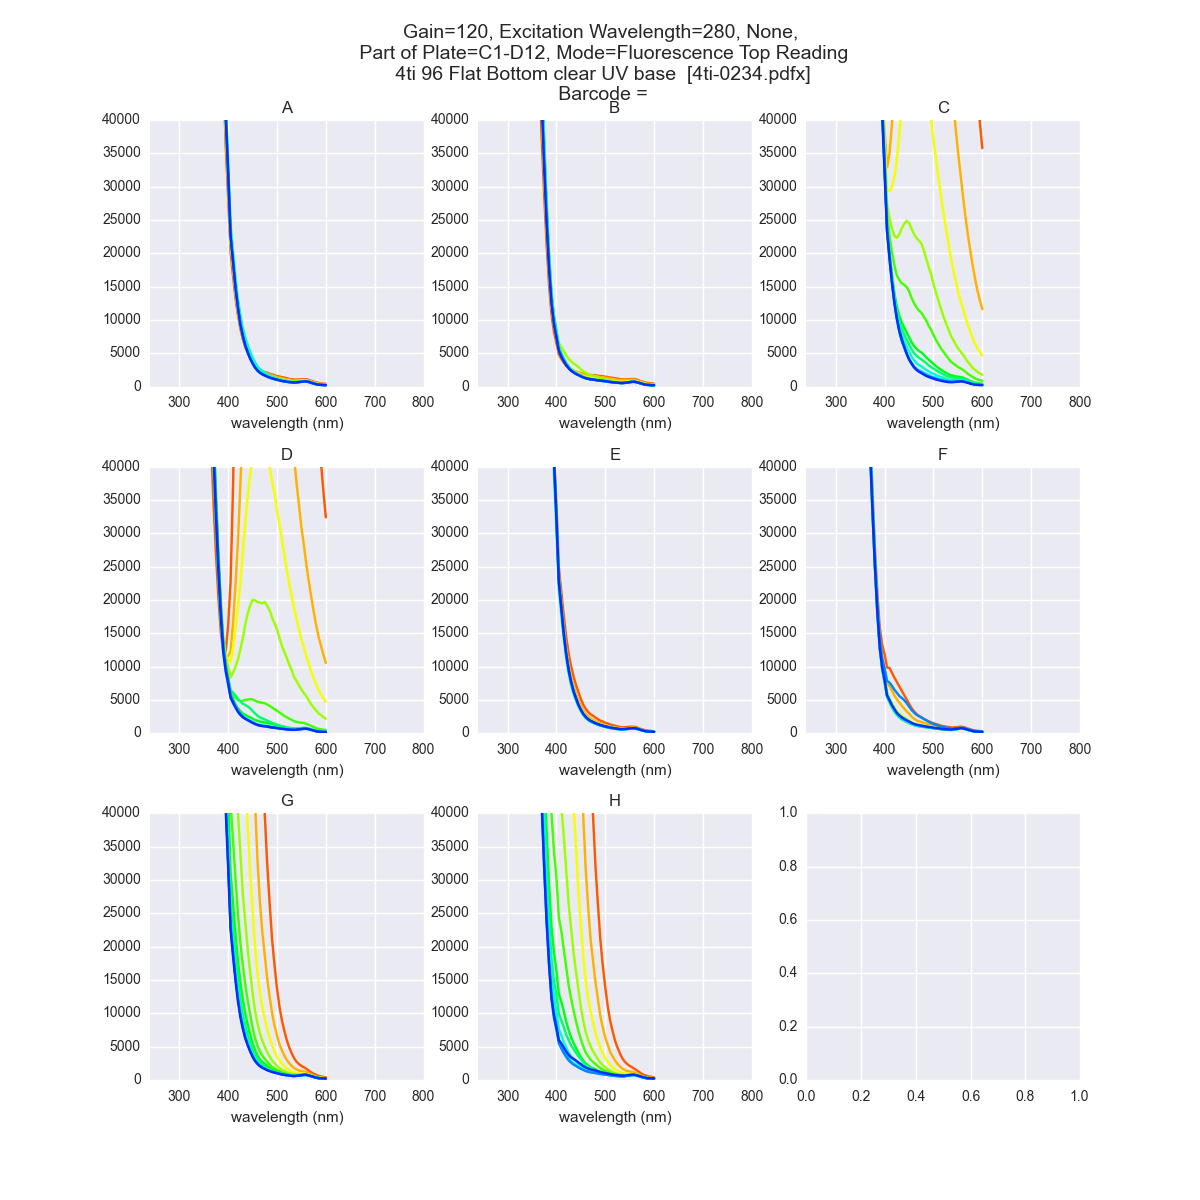 Gain=120, Excitation Wavelength=280, None,
Part of Plate=C1-D12, Mode=Fluorescence Top Reading
4ti 96 Flat Bottom clear UV base  [4ti-0234.pdfx]
Barcode =
A
40000
35000
30000
25000
20000
15000
10000
5000
0
300 400 500 600 700 800
wavelength (nm)
B
40000
35000
30000
25000
20000
15000
10000
5000
0
300 400 500 600 700 800
wavelength (nm)
C
40000
35000
30000
25000
20000
15000
10000
5000
0
300 400 500 600 700 800
wavelength (nm)
D
40000
35000
30000
25000
20000
15000
10000
5000
0
300 400 500 600 700 800
wavelength (nm)
E
40000
35000
30000
25000
20000
15000
10000
5000
0
300 400 500 600 700 800
wavelength (nm)
F
40000
35000
30000
25000
20000
15000
10000
5000
0
300 400 500 600 700 800
wavelength (nm)
G
40000
35000
30000
25000
20000
15000
10000
5000
0
300 400 500 600 700 800
wavelength (nm)
H
40000
35000
30000
25000
20000
15000
10000
5000
0
300 400 500 600 700 800
wavelength (nm)
1.0
0.8
0.6
0.4
0.2
0.0
0.0 0.2 0.4 0.6 0.8 1.0